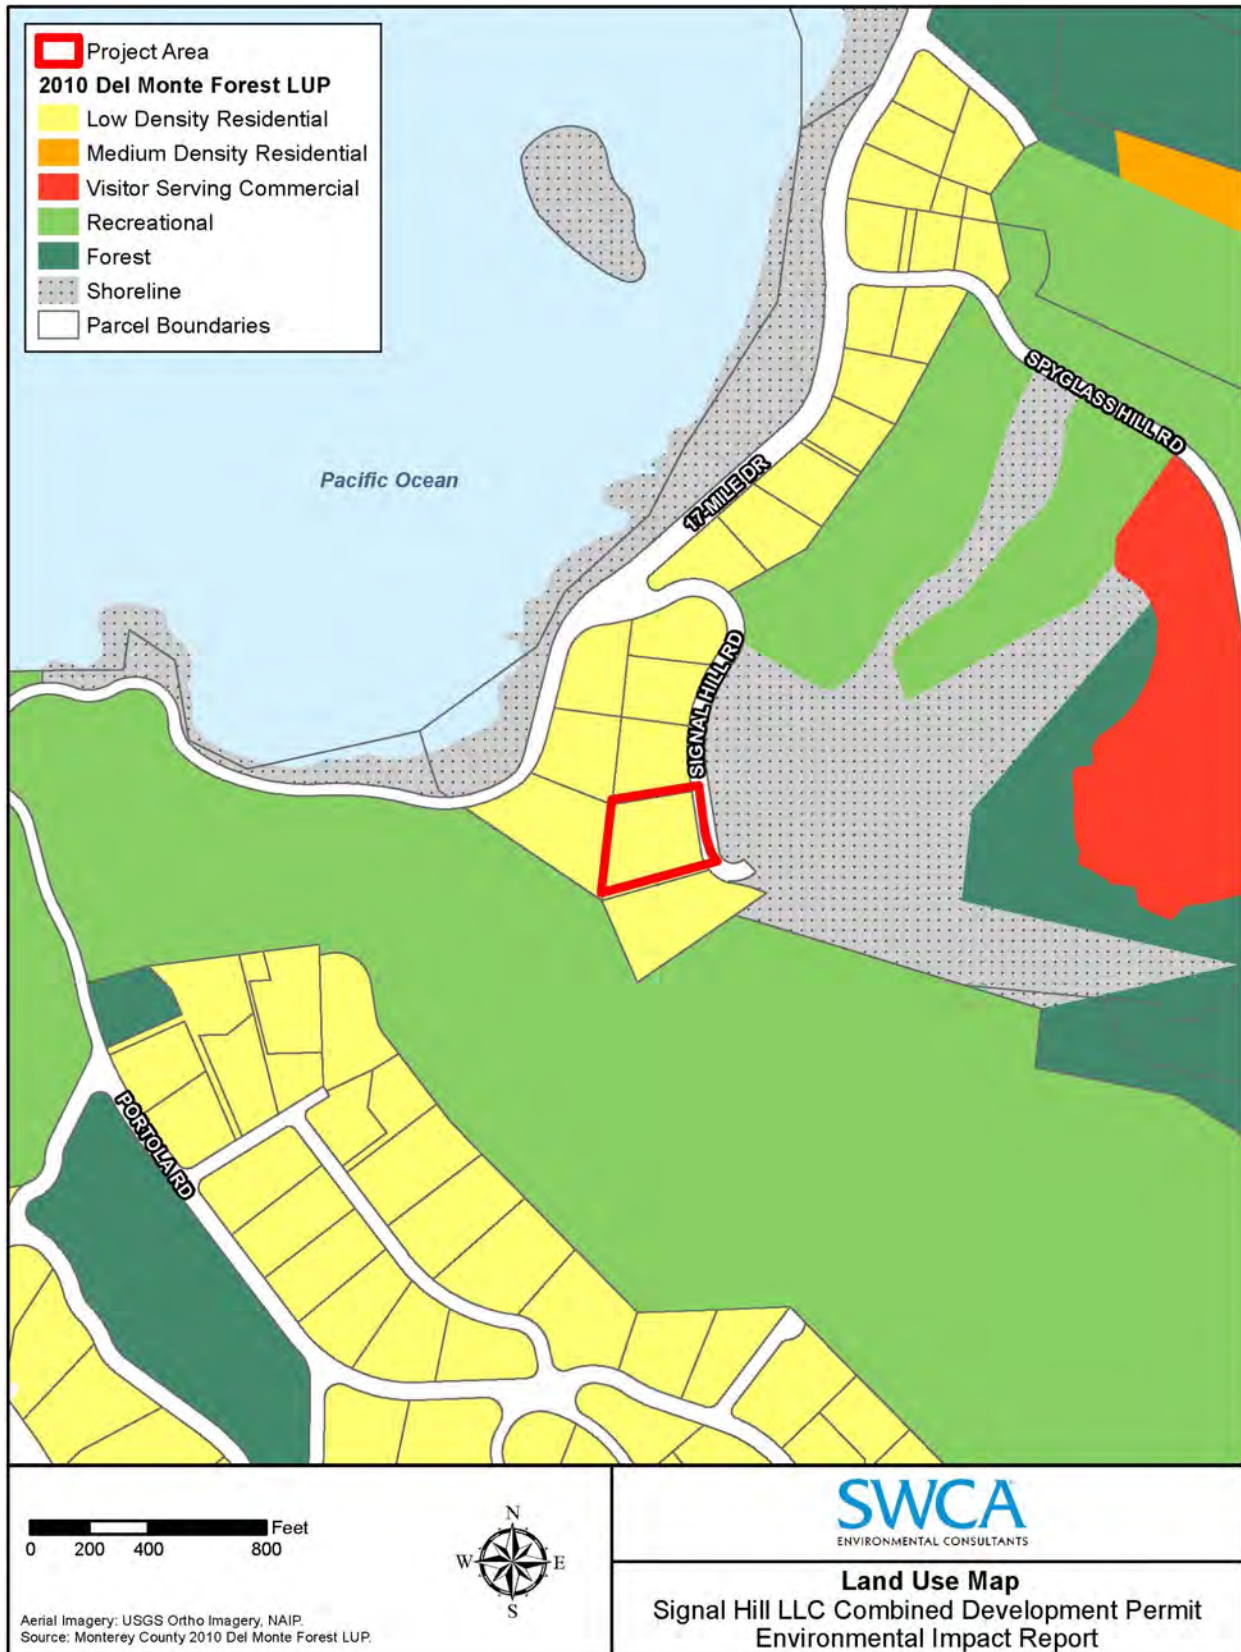 Project Area
2010 Del Monte Forest LUP
Low Density Residential
Medium Density Residential
Visitor Serving Commercial
Recreational
Forest
Shoreline
Parcel Boundaries
Pacific Ocean
17-MILE DR
SPYGLASS HILL RD
SIGNAL HILL RD
PORTOLA RD
Feet
0 200 400 800
N
W E
S
Aerial Imagery: USGS Ortho Imagery, NAIP.
Source: Monterey County 2010 Del Monte Forest LUP.
SWCA
ENVIRONMENTAL CONSULTANTS
Land Use Map
Signal Hill LLC Combined Development Permit
Environmental Impact Report